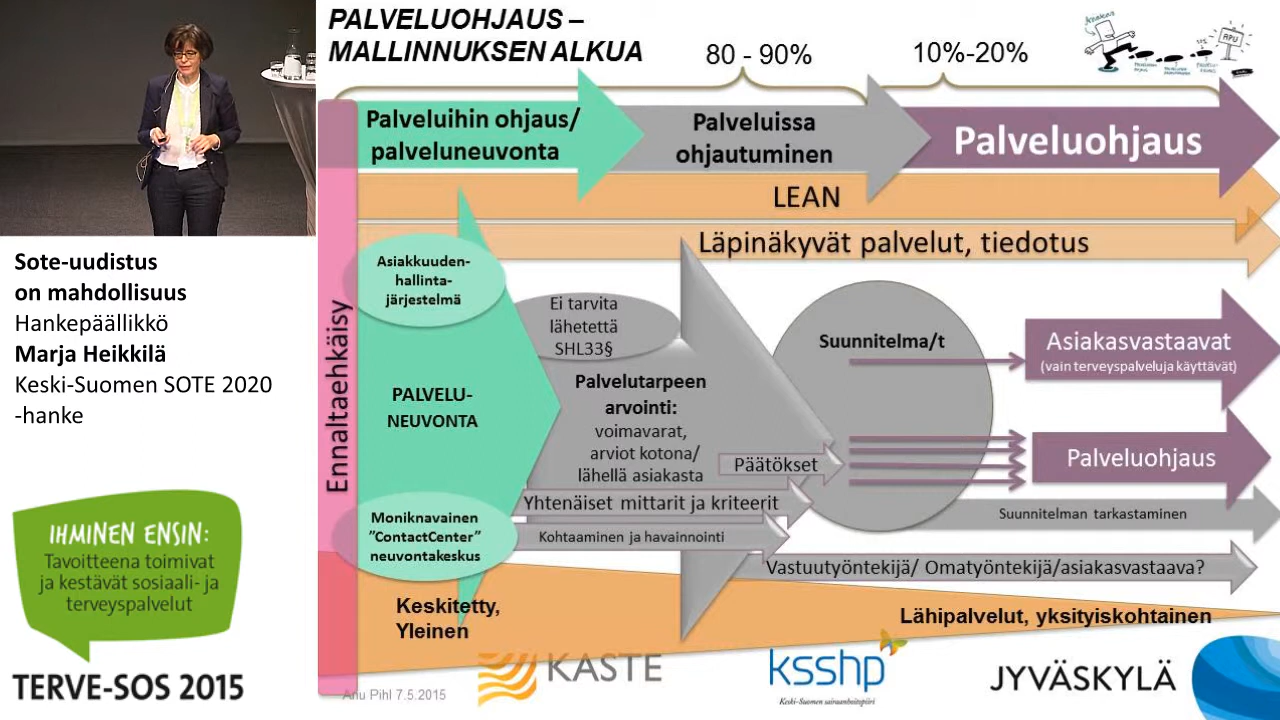 Sote-uudistus
on mahdollisuus
Hankepäällikkö
Marja Heikkilä
Keski-Suomen SOTE 2020
-hanke
IHMINEN ENSIN:
Tavoitteena toimivat
ja kestävät sosiaali- ja
terveyspalvelut
TERVE-SOS 2015
PALVELUOHJAUS –
MALLINNUKSEN ALKUA
80 - 90%
10%-20%
APU
Palveluihin ohjaus/
palveluneuvonta
Palveluissa
ohjautuminen
Palveluohjaus
LEAN
Läpinäkyvät palvelut, tiedotus
Ennaltaehkäisy
Asiakkuuden-
hallinta-
järjestelmä
PALVELU-
NEUVONTA
Moniknavainen
”ContactCenter”
neuvontakeskus
Ei tarvita
lähetettä
SHL33§
Palvelutarpeen
arvointi:
voimavarat,
arviot kotona/
lähellä asiakasta
Päätökset
Yhtenäiset mittarit ja kriteerit
Kohtaaminen ja havainnointi
Suunnitelma/t
Asiakasvastaavat
(vain terveyspalveluja käyttävät)
Palveluohjaus
Suunnitelman tarkastaminen
Vastuutyöntekijä/ Omatyöntekijä/asiakasvastaava?
Keskitetty,
Yleinen
Lähipalvelut, yksityiskohtainen
Anu Pihl 7.5.2015
KASTE
ksshp
Keski-Suomen sairaanhoitopiiri
JYVÄSKYLÄ